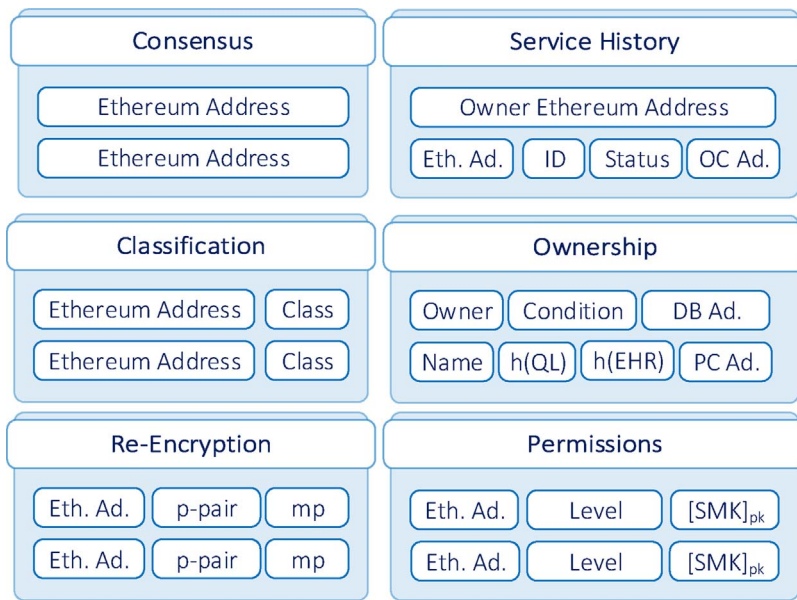 Consensus
Ethereum Address
Ethereum Address
Service History
Owner Ethereum Address
Eth. Ad. ID Status OC Ad.
Classification
Ethereum Address Class
Ethereum Address Class
Ownership
Owner Condition DB Ad.
Name h(QL) h(EHR) PC Ad.
Re-Encryption
Eth. Ad. p-pair mp
Eth. Ad. p-pair mp
Permissions
Eth. Ad. Level [SMK]pk
Eth. Ad. Level [SMK]pk